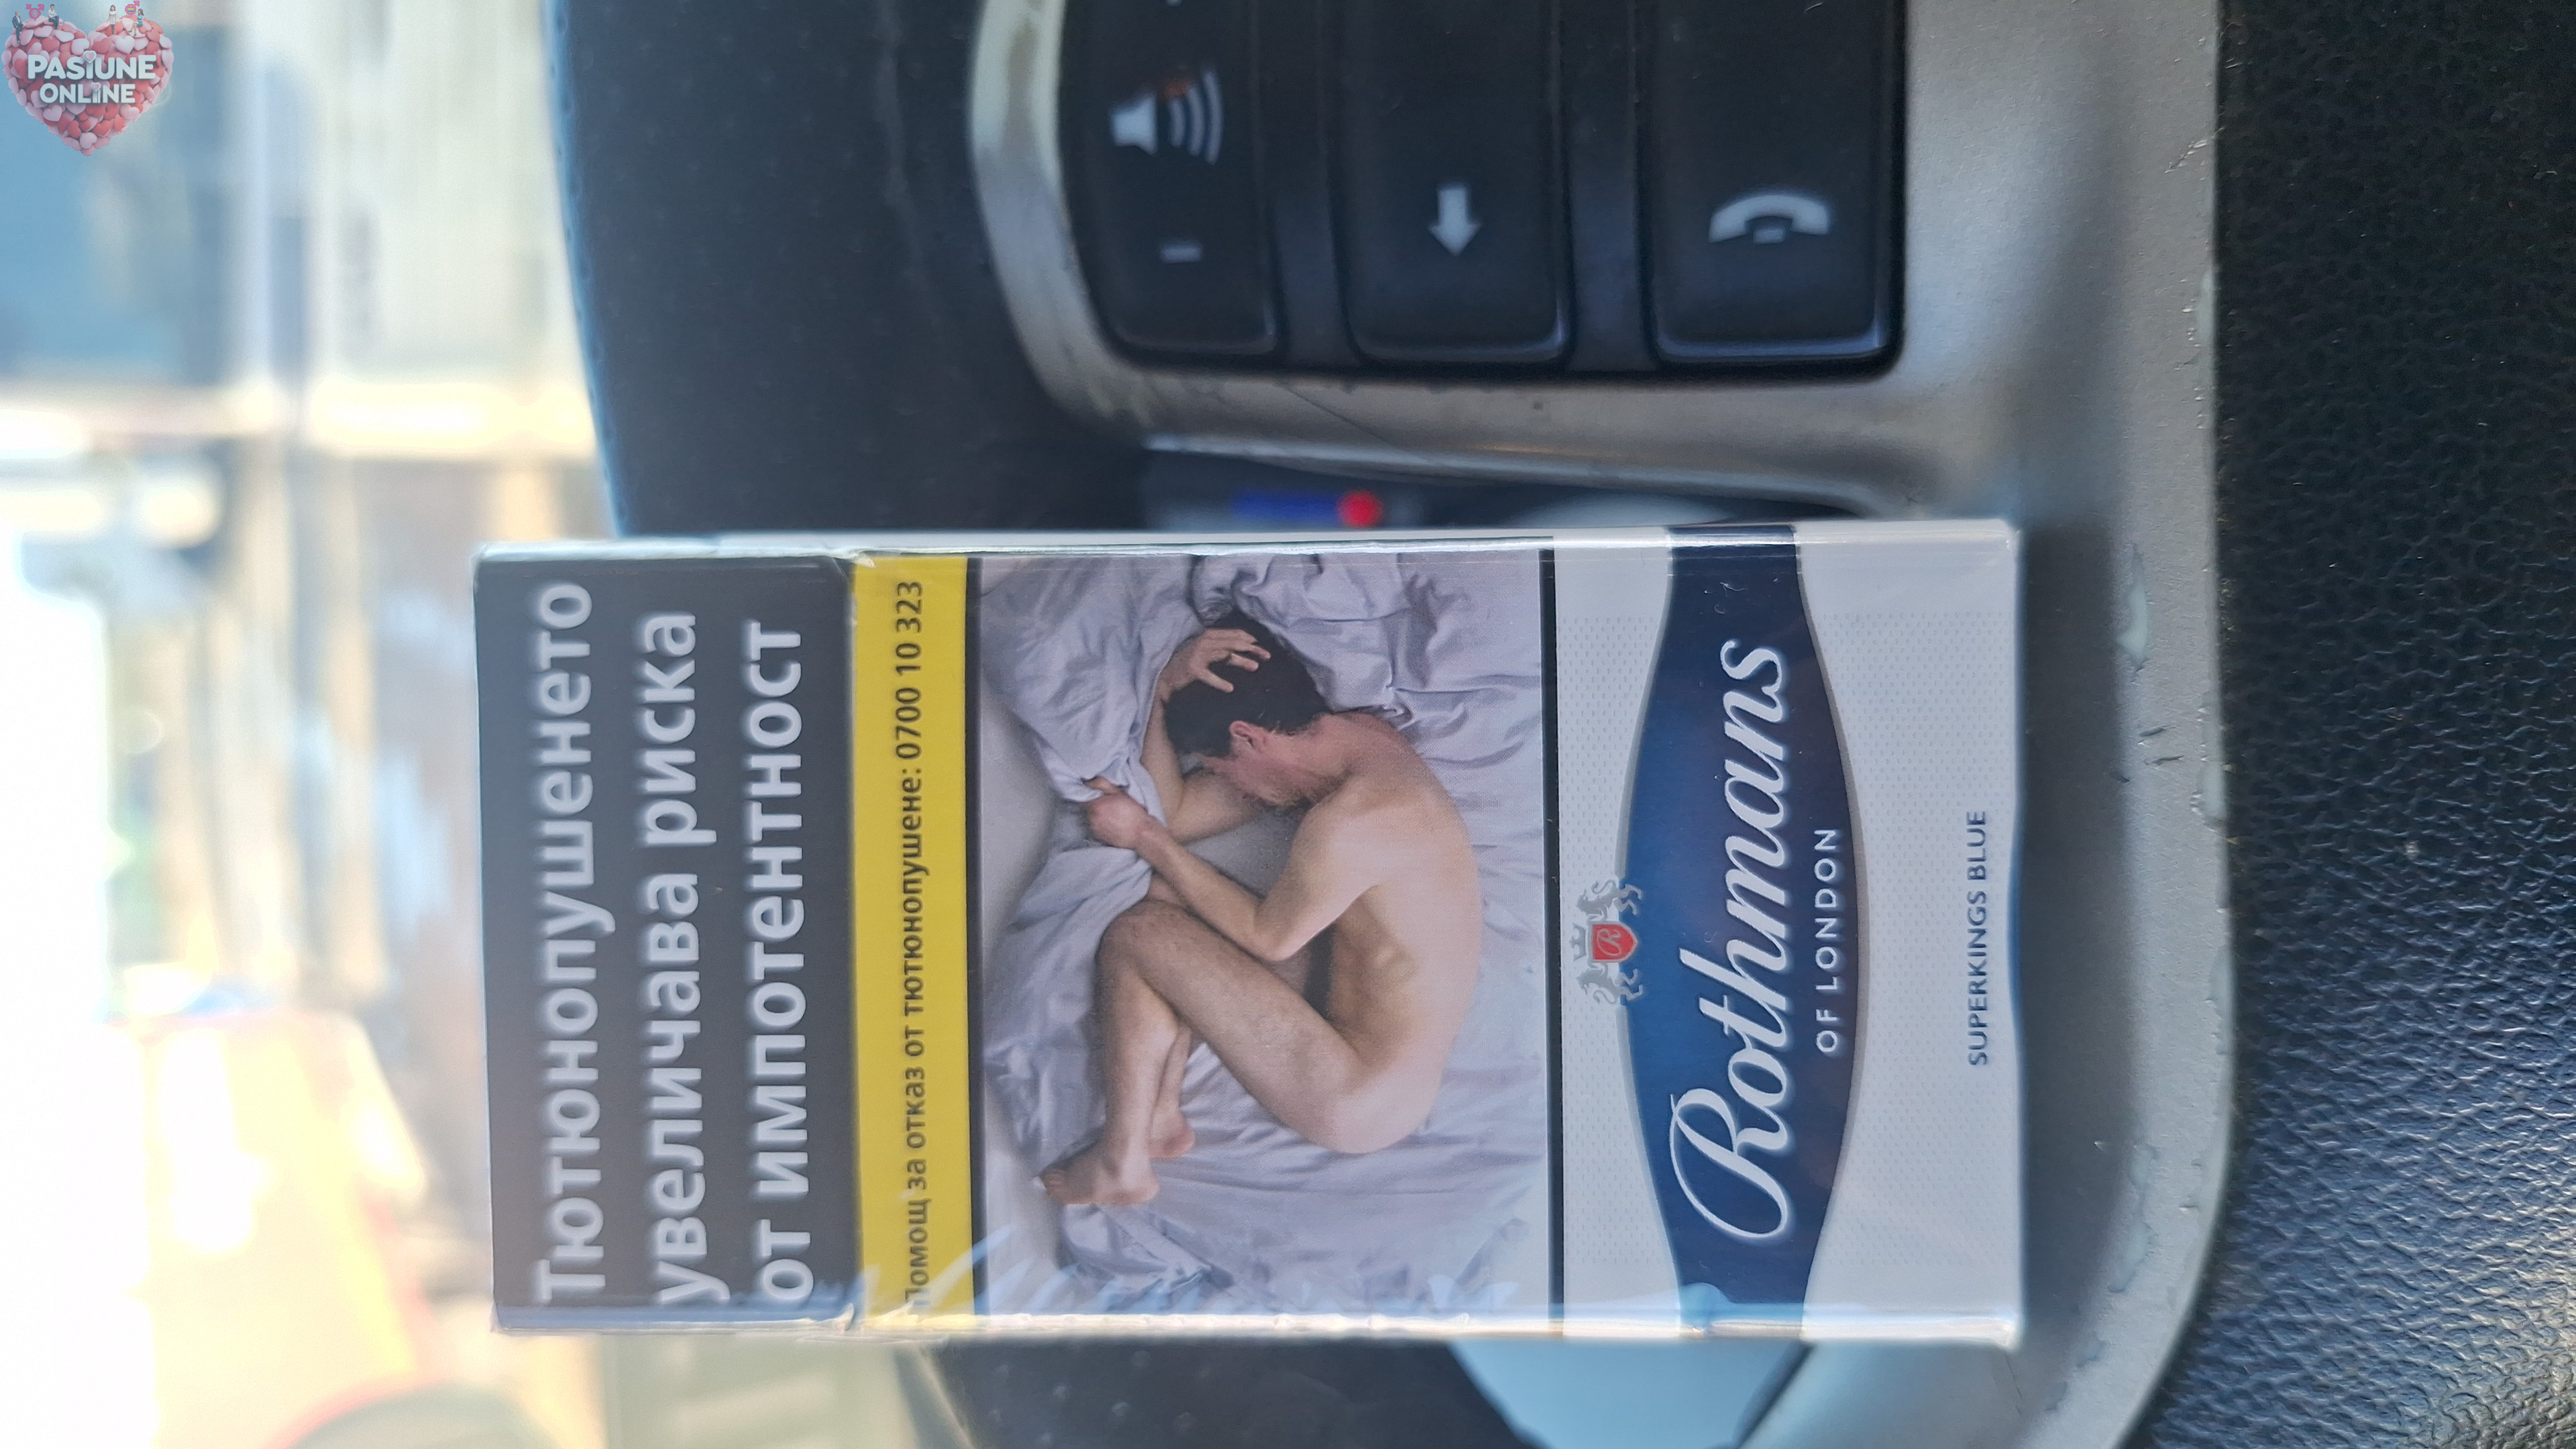 PASIUNE
ONLINE
Тютюнопушенето
увеличава риска
от импотентност
Помощ за отказ от тютюнопушене: 0700 10 323
R
Rothmans
OF LONDON
SUPERKINGS BLUE